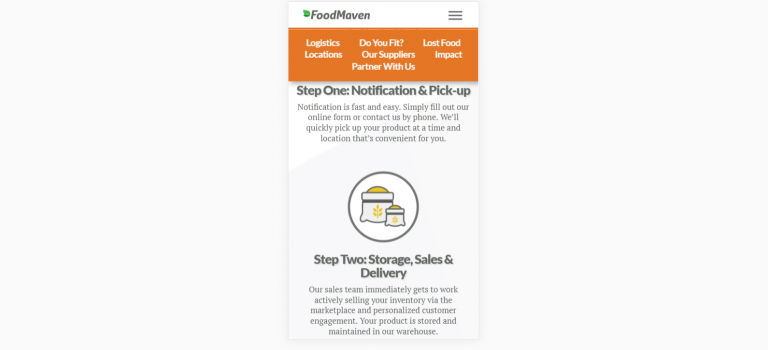 FoodMaven
Logistics Do You Fit? Lost Food
Locations Our Suppliers Impact
Partner With Us
Step One: Notification & Pick-up
Notification is fast and easy. Simply fill out our
online form or contact us by phone. We'll
quickly pick up your product at a time and
location that's convenient for you.
Step Two: Storage, Sales &
Delivery
Our sales team immediately gets to work
actively selling your inventory via the
marketplace and personalized customer
engagement. Your product is stored and
maintained in our warehouse.